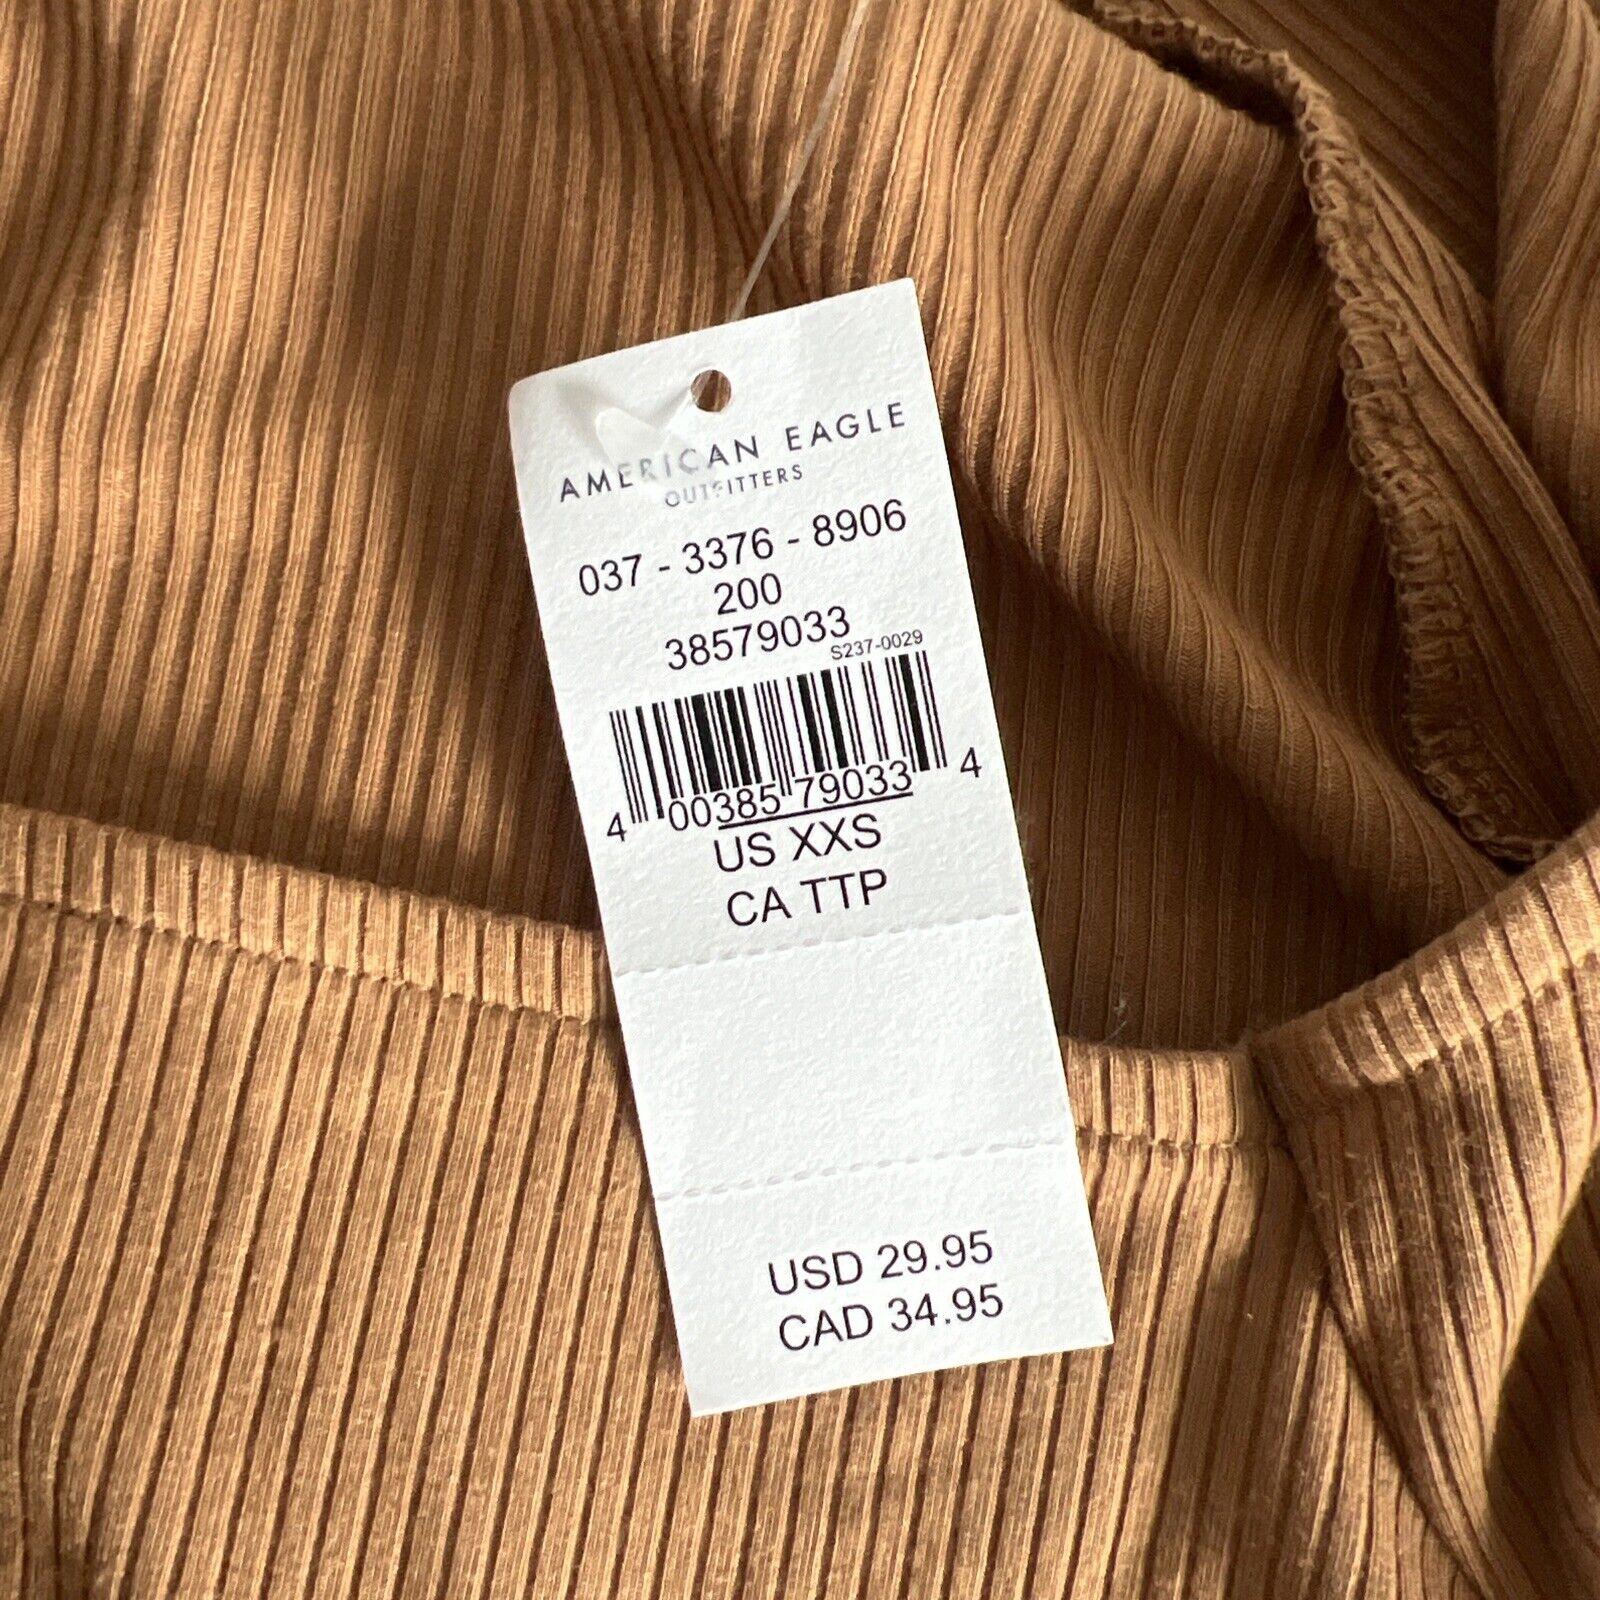 AMERICAN EAGLE
OUTFITTERS
037 - 3376 - 8906
200
38579033
S237-0029
4 00385 79033 4
US XXS
CA TTP
USD 29.95
CAD 34.95